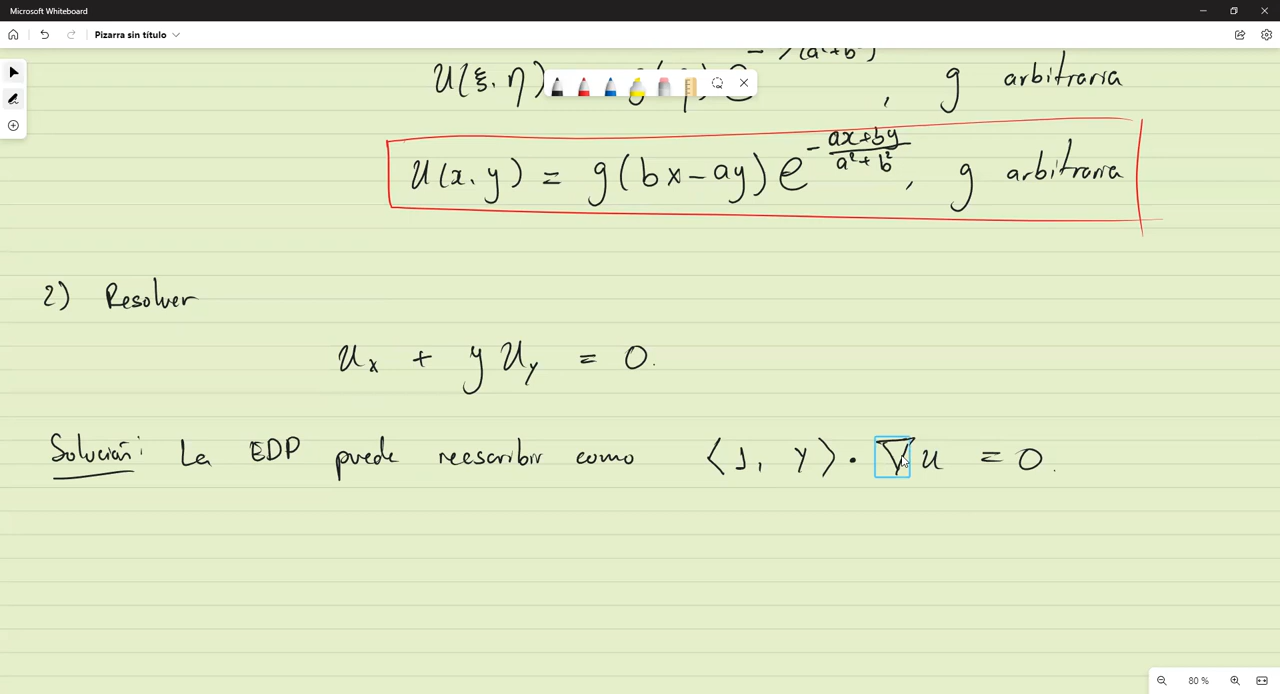 Microsoft Whiteboard
Pizarra sin título
U(ξ, η) g e , g arbitraria
U(x, y) = g(bx-ay) e^{-\frac{ax+by}{a²+b²}}, g arbitraria
2) Resolver
u_x + y u_y = 0.
Solución: La EDP puede reescribir como ⟨1, y⟩ · ∇u = 0.
80 %